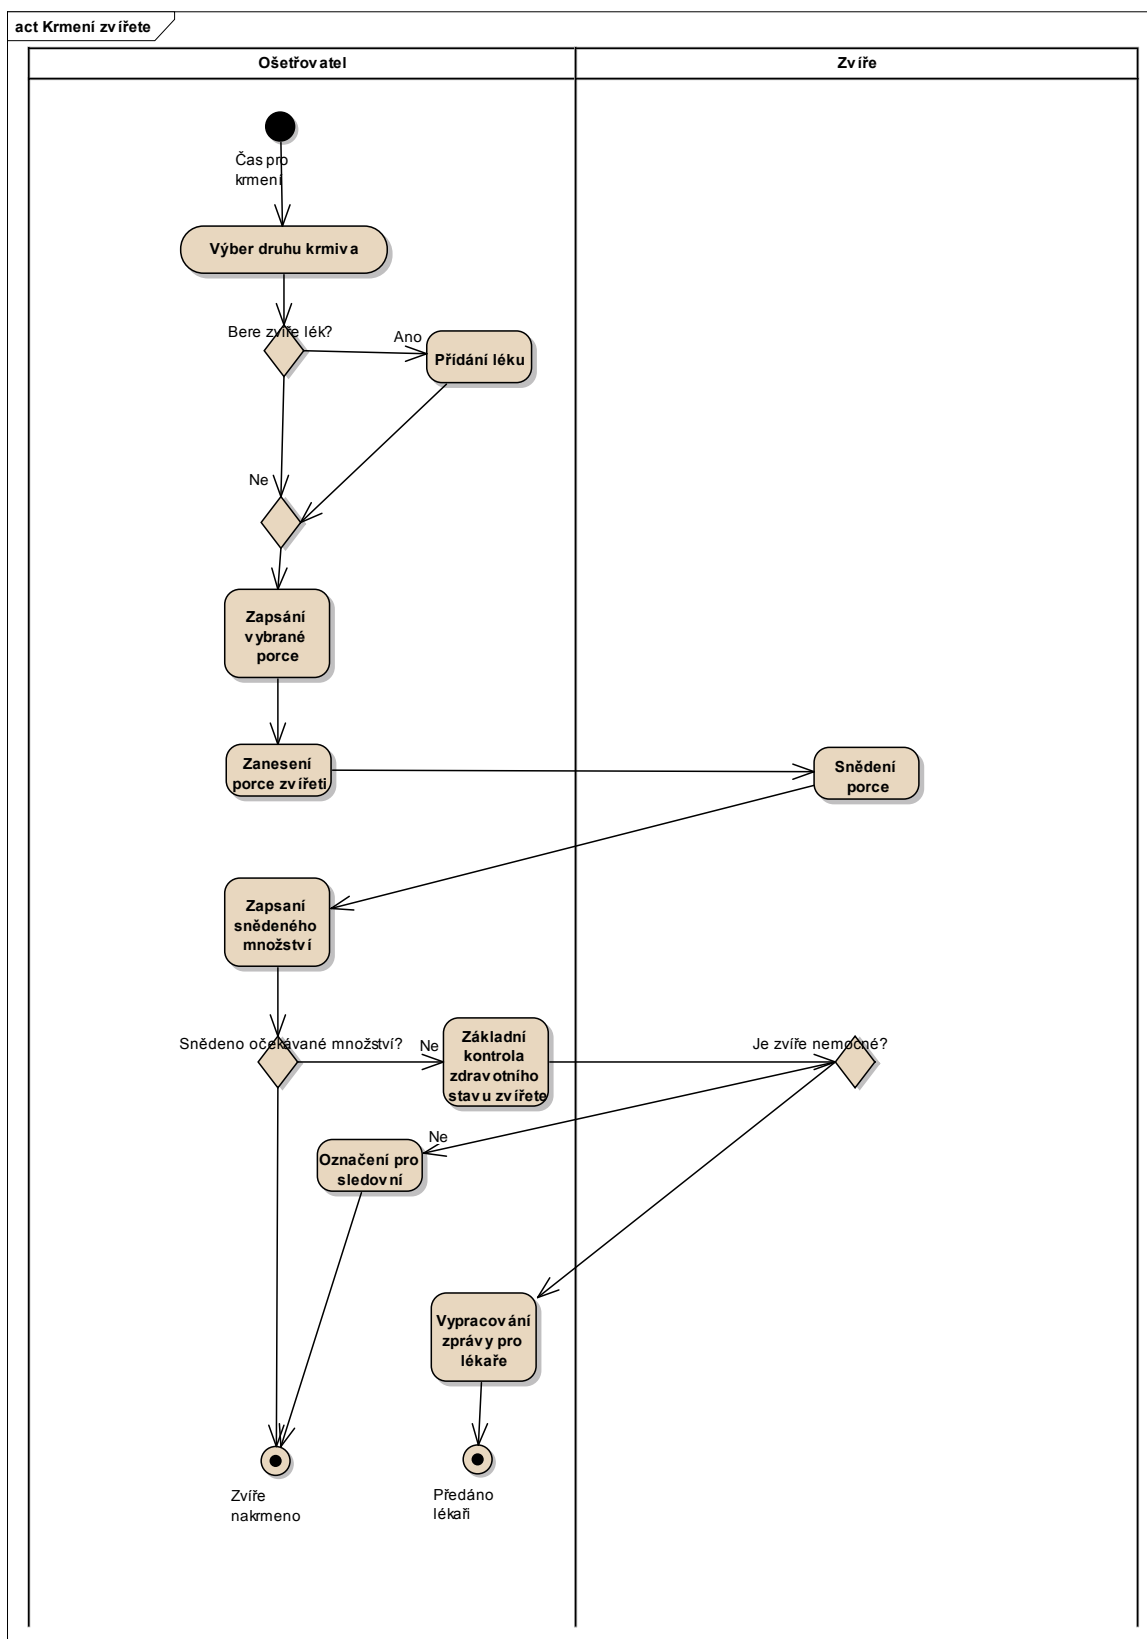 act Krmení zvířete
Ošetřovatel
Zvíře
Čas pro
krmení
Výber druhu krmiva
Bere zvíře lék?
Ano
Přídání léku
Ne
Zapsání
vybrané
porce
Zanesení
porce zvířeti
Snědení
porce
Zapsaní
snědeného
množství
Snědeno očekávané množství?
Ne
Základní
kontrola
zdravotního
stavu zvířete
Je zvíře nemocné?
Ne
Označení pro
sledovní
Vypracování
zprávy pro
lékaře
Zvíře
nakrmeno
Předáno
lékaři